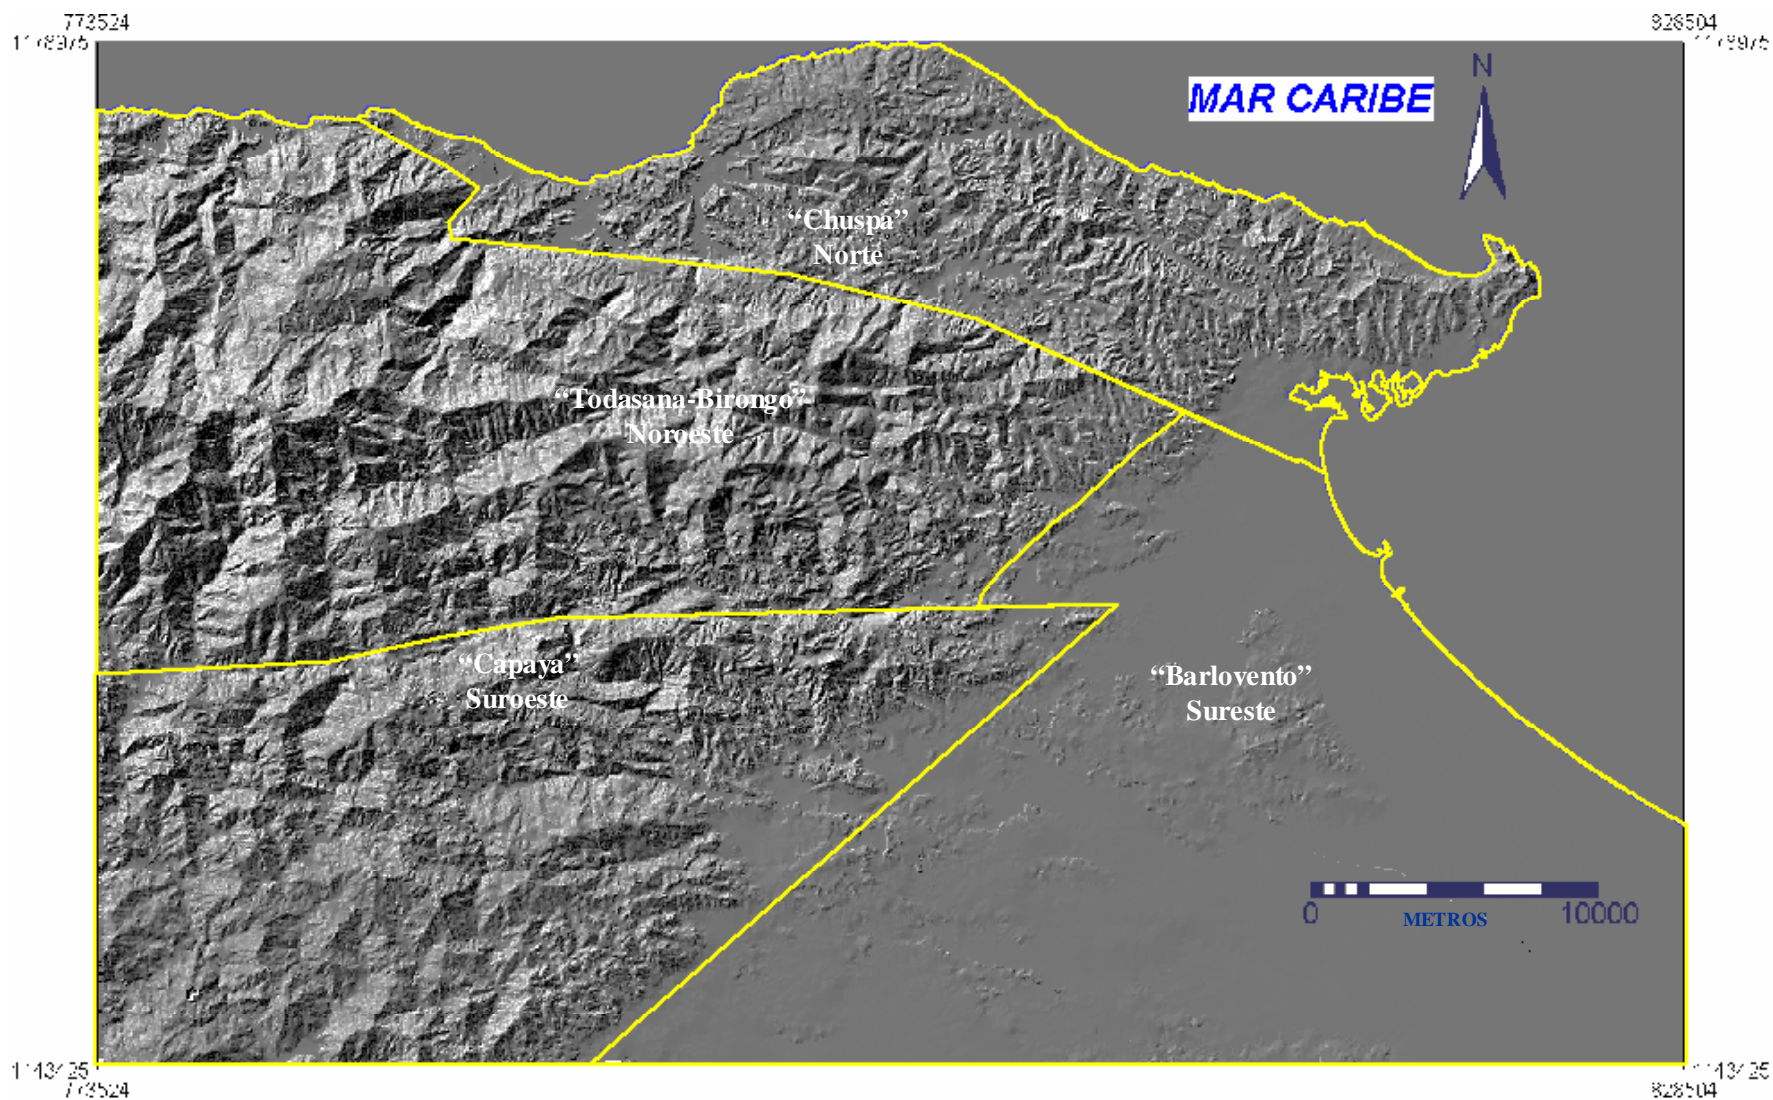 773524
828504
MAR CARIBE
N
“Chuspa”
Norte
“Todasana-Birongo”
Noroeste
“Capaya”
Suroeste
“Barlovento”
Sureste
0
10000
METROS
773524
828504